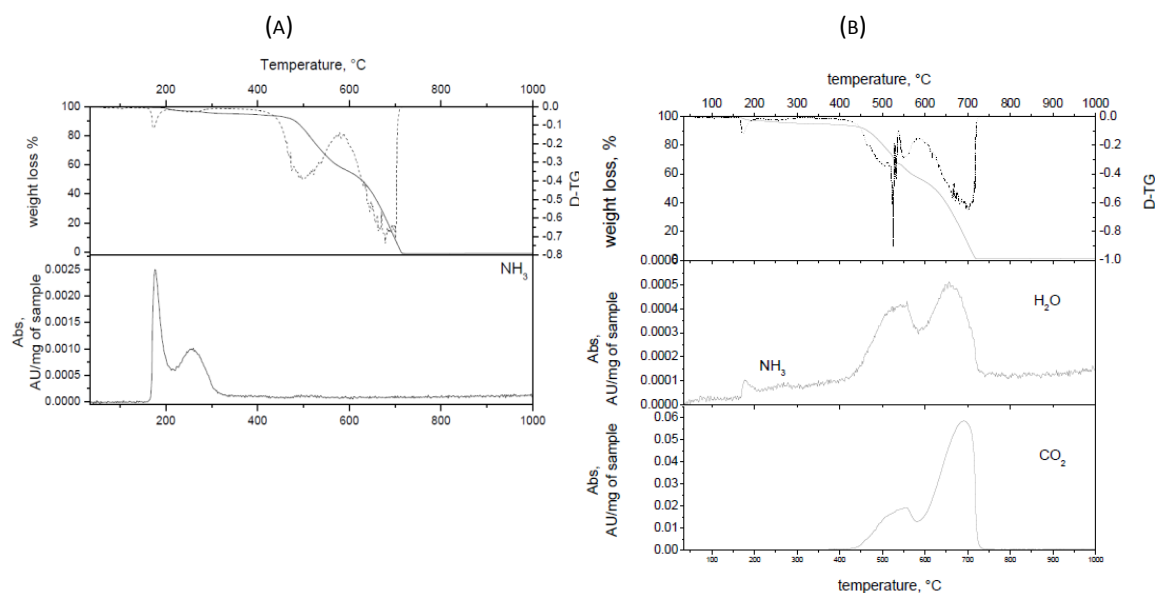 (A)
Temperature, °C
200 400 600 800 1000
100
80
60
40
20
0
weight loss %
0.0
-0.1
-0.2
-0.3
-0.4
-0.5
-0.6
-0.7
-0.8
D-TG
NH3
0.0025
0.0020
0.0015
0.0010
0.0005
0.0000
Abs,
AU/mg of sample
200 400 600 800 1000
(B)
temperature, °C
100 200 300 400 500 600 700 800 900 1000
100
80
60
40
20
0
weight loss, %
0.0
-0.2
-0.4
-0.6
-0.8
-1.0
D-TG
0.0006
0.0005
0.0004
0.0003
0.0002
0.0001
0.0000
Abs,
AU/mg of sample
H2O
NH3
0.06
0.05
0.04
0.03
0.02
0.01
0.00
Abs,
AU/mg of sample
CO2
100 200 300 400 500 600 700 800 900 1000
temperature, °C